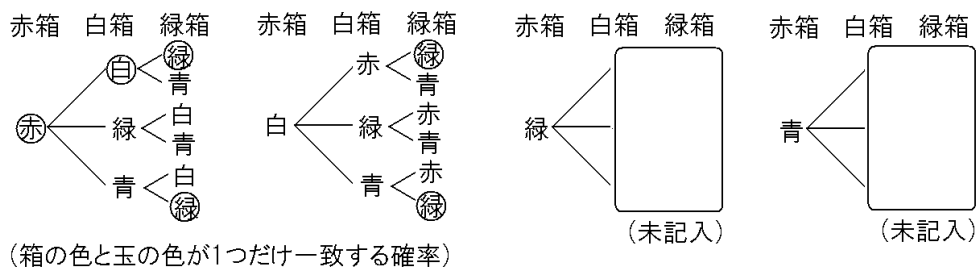 赤箱 白箱 緑箱 赤箱 白箱 緑箱 赤箱 白箱 緑箱 赤箱 白箱 緑箱
緑 赤 緑
白 青 青
白 赤
赤 緑 青 白 緑 青 緑 青
白 赤
青 緑 青 緑
(未記入) (未記入)
(箱の色と玉の色が1つだけ一致する確率)